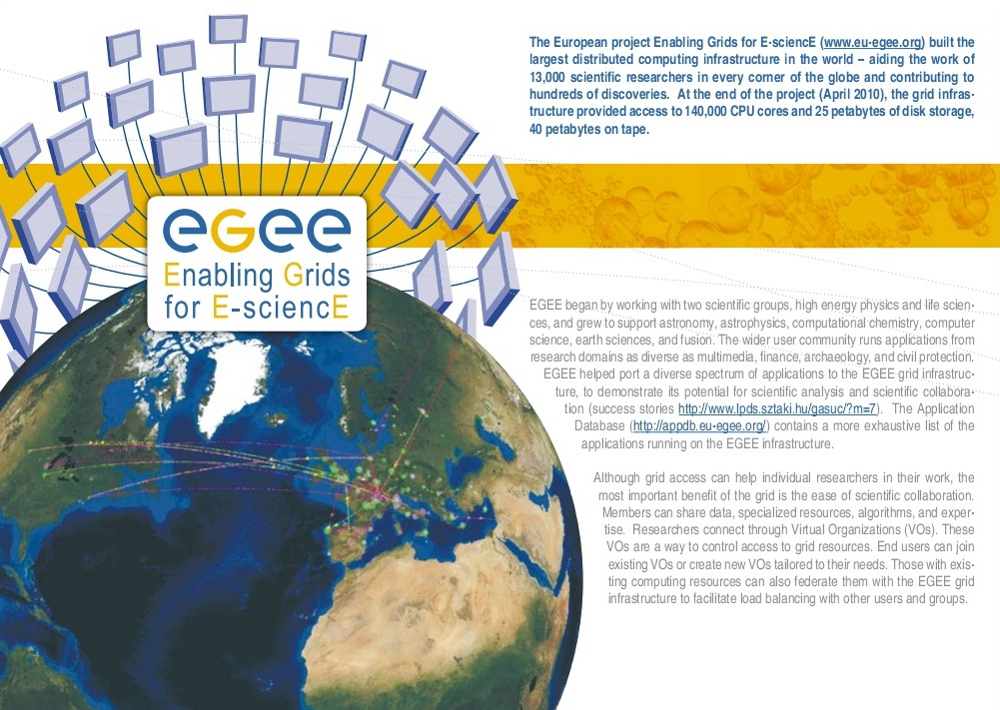 The European project Enabling Grids for E-sciencE (www.eu-egee.org) built the
largest distributed computing infrastructure in the world – aiding the work of
13,000 scientific researchers in every corner of the globe and contributing to
hundreds of discoveries. At the end of the project (April 2010), the grid infras-
tructure provided access to 140,000 CPU cores and 25 petabytes of disk storage,
40 petabytes on tape.
eGee
Enabling Grids
for E-sciencE
EGEE began by working with two scientific groups, high energy physics and life scien-
ces, and grew to support astronomy, astrophysics, computational chemistry, computer
science, earth sciences, and fusion. The wider user community runs applications from
research domains as diverse as multimedia, finance, archaeology, and civil protection.
EGEE helped port a diverse spectrum of applications to the EGEE grid infrastruc-
ture, to demonstrate its potential for scientific analysis and scientific collabora-
tion (success stories http://www.lpds.sztaki.hu/gasuc/?m=7). The Application
Database (http://appdb.eu-egee.org/) contains a more exhaustive list of the
applications running on the EGEE infrastructure.
Although grid access can help individual researchers in their work, the
most important benefit of the grid is the ease of scientific collaboration.
Members can share data, specialized resources, algorithms, and exper-
tise. Researchers connect through Virtual Organizations (VOs). These
VOs are a way to control access to grid resources. End users can join
existing VOs or create new VOs tailored to their needs. Those with exis-
ting computing resources can also federate them with the EGEE grid
infrastructure to facilitate load balancing with other users and groups.